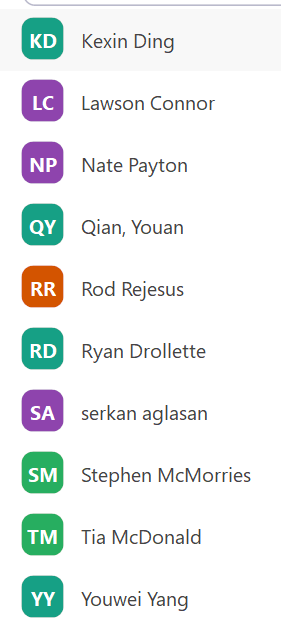 KD Kexin Ding
LC Lawson Connor
NP Nate Payton
QY Qian, Youan
RR Rod Rejesus
RD Ryan Drollette
SA serkan aglasan
SM Stephen McMorries
TM Tia McDonald
YY Youwei Yang